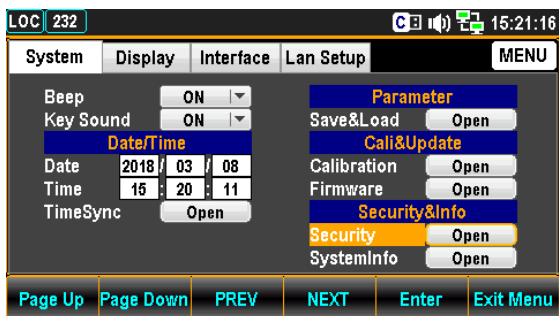 LOC 232 C 15:21:16
System Display Interface Lan Setup MENU
Beep ON
Key Sound ON
Date/Time
Date 2018 / 03 / 08
Time 15 : 20 : 11
TimeSync Open
Parameter
Save&Load Open
Cali&Update
Calibration Open
Firmware Open
Security&Info
Security Open
SystemInfo Open
Page Up Page Down PREV NEXT Enter Exit Menu